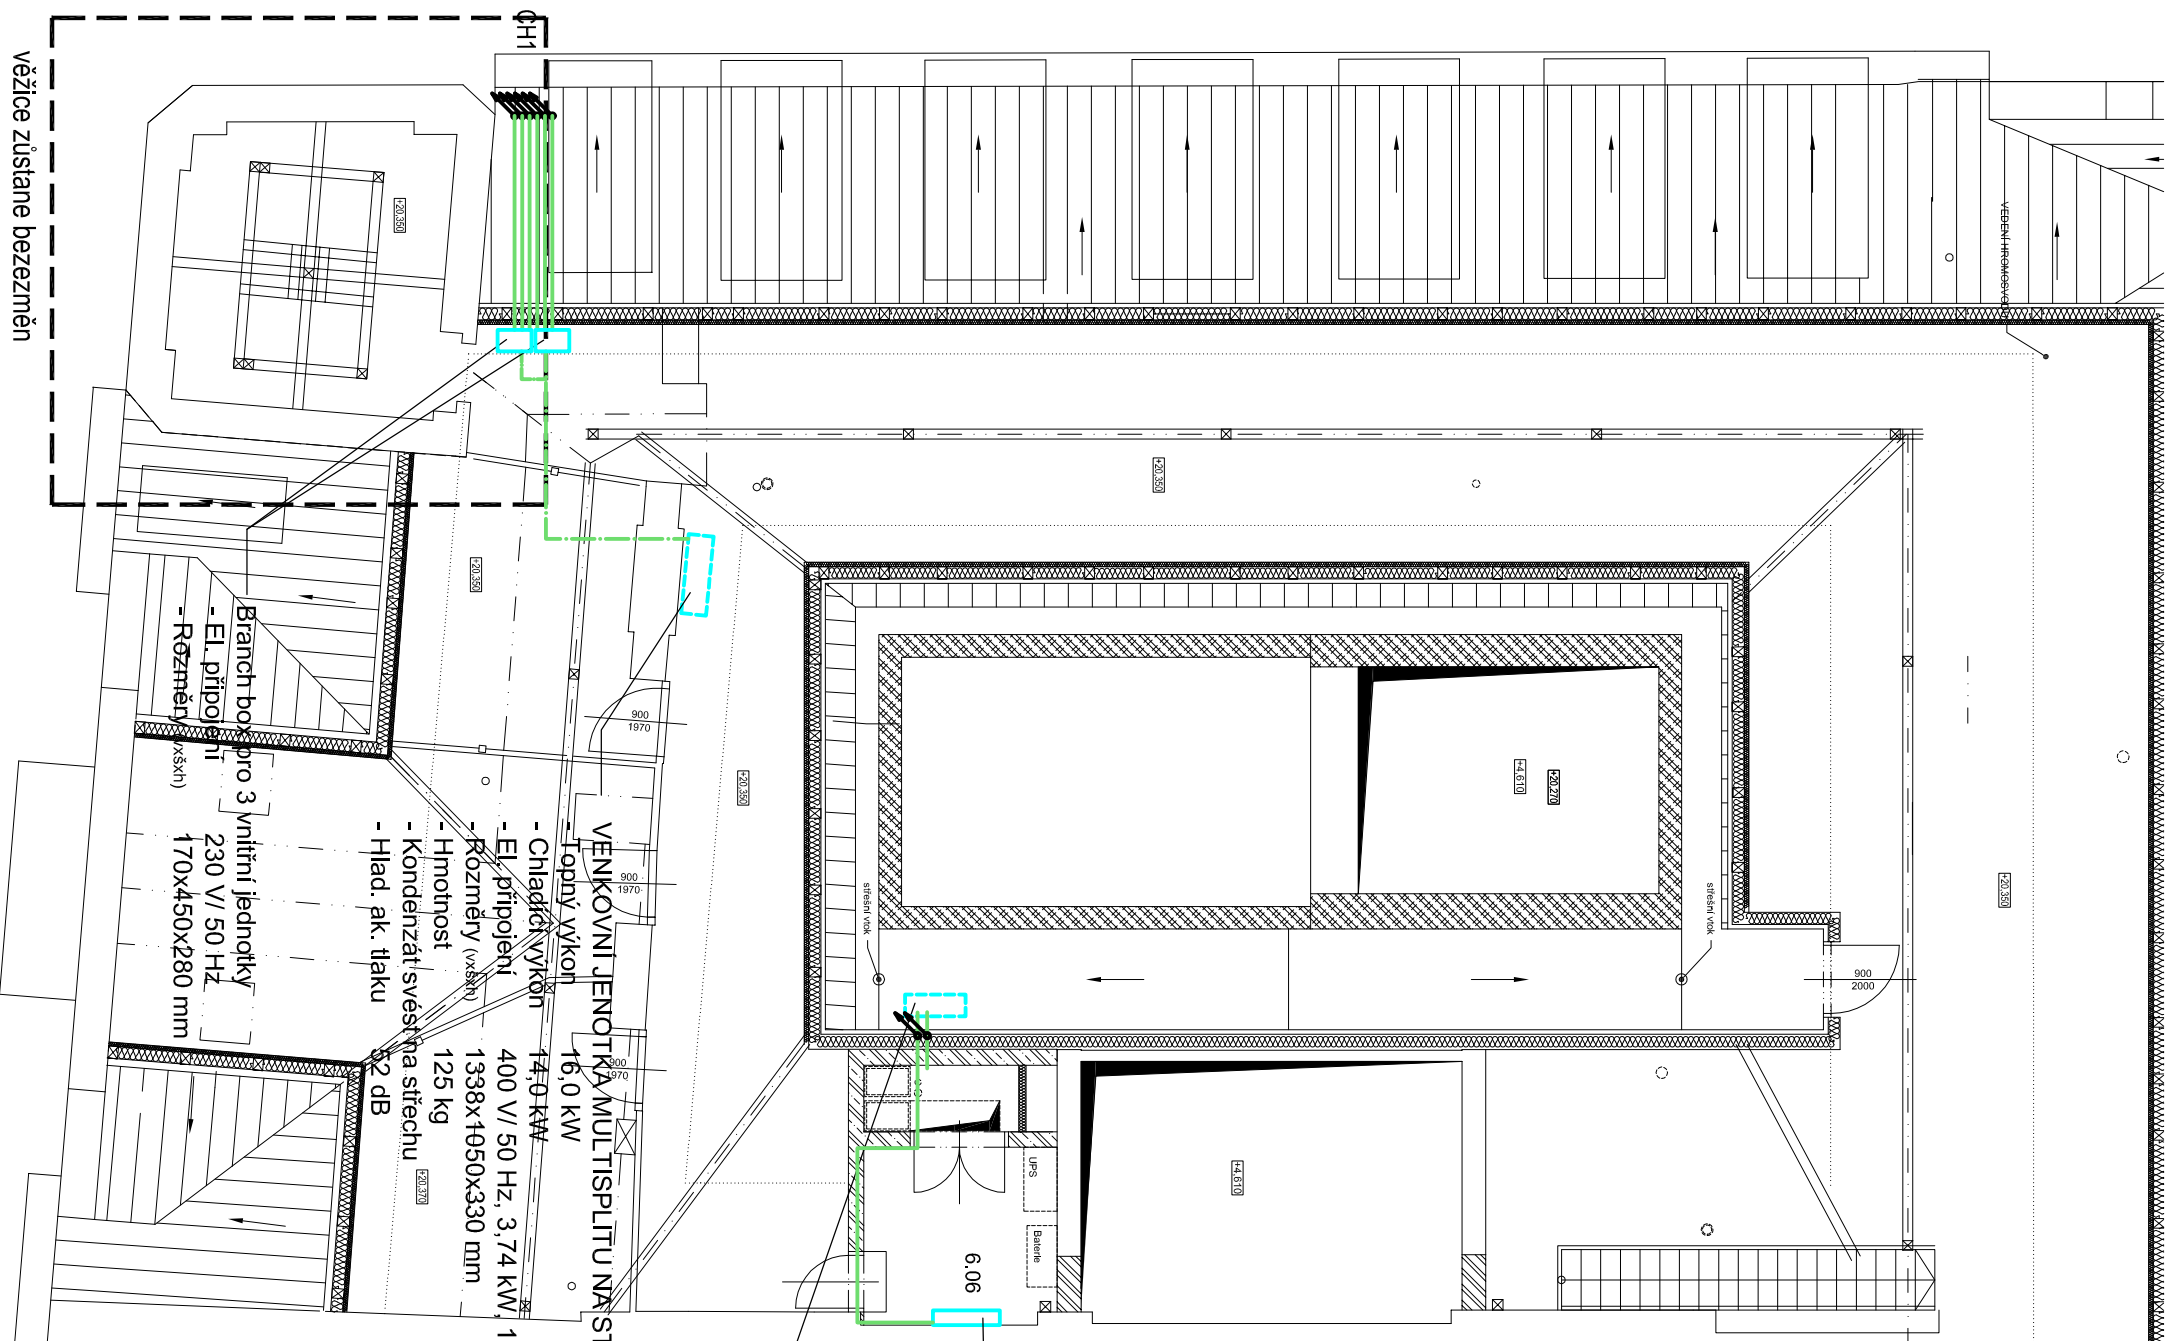 věžice zůstane bezezměn
CH1
+20,350
VEDENÍ HROMOSVODU
+20,350
+20,350
Branch box pro 3 vnitřní jednotky
- El. připojení 230 V/ 50 Hz
- Rozměry (vxšxh) 170x450x280 mm
900
1970
+20,350
+4,610
+20,270
+20,350
VENKOVNÍ JENOTKA MULTISPLITU NA ST
- Topný výkon 16,0 kW
- Chladící výkon 14,0 kW
- El. připojení 400 V/ 50 Hz, 3,74 kW, 1
- Rozměry (vxšxh) 1338x1050x330 mm
- Hmotnost 125 kg
- Kondenzát svést na střechu
- Hlad. ak. tlaku 52 dB
900
1970
střešní vtok
střešní vtok
900
2000
900
1970
+20,370
UPS
Baterie
6.06
+4,610